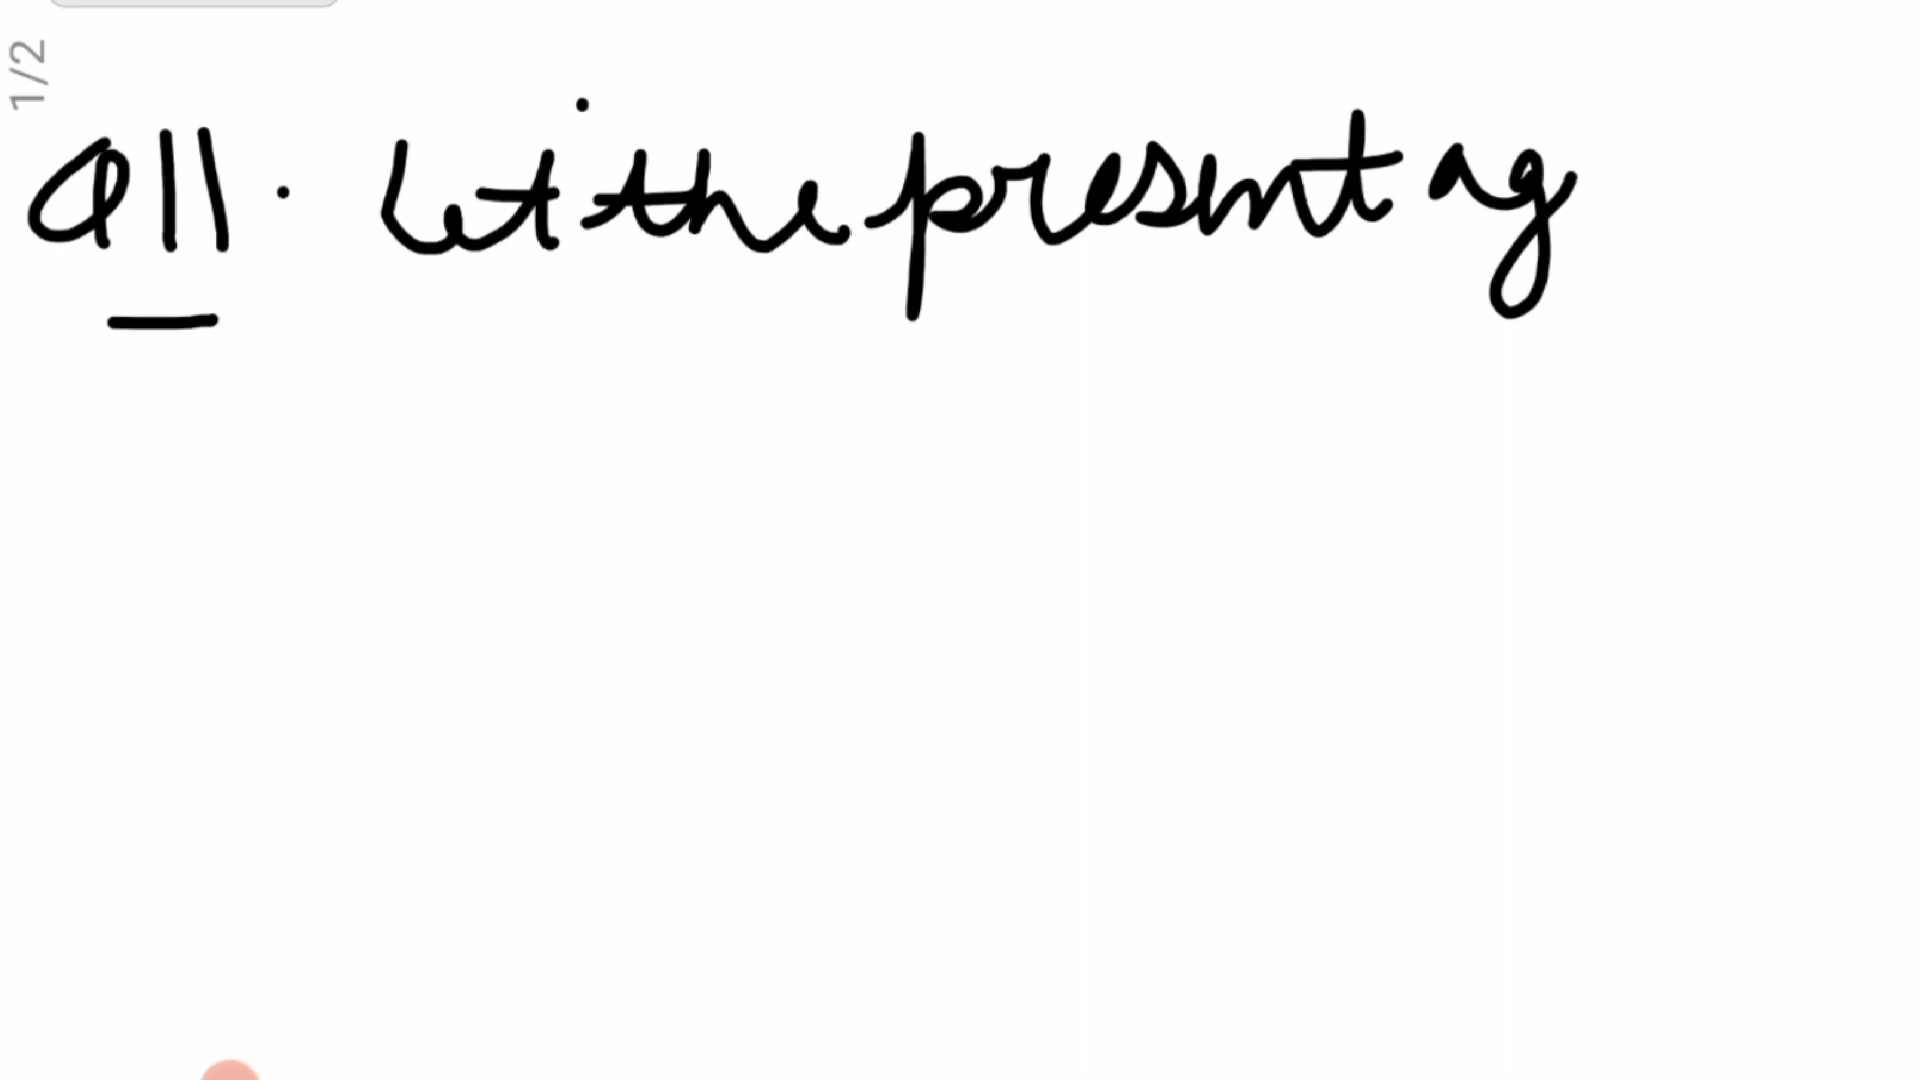 1/2
Q11. Let the present ag